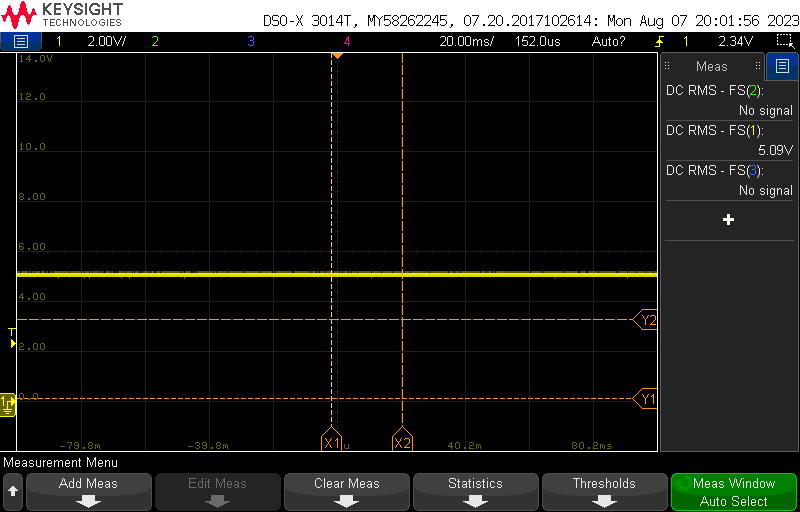 KEYSIGHT
TECHNOLOGIES
DSO-X 3014T, MY58262245, 07.20.2017102614: Mon Aug 07 20:01:56 2023
1 2.00V/ 2 3 4 20.00ms/ 152.0us Auto? 1 2.34V
14.0V
12.0
10.0
8.00
6.00
4.00
2.00
0.0
T
1
Y2
Y1
X1
X2
-79.8m -39.8m u 40.2m 80.2ms
Meas
DC RMS - FS(2):
No signal
DC RMS - FS(1):
5.09V
DC RMS - FS(3):
No signal
+
Measurement Menu
Add Meas
Edit Meas
Clear Meas
Statistics
Thresholds
Meas Window
Auto Select